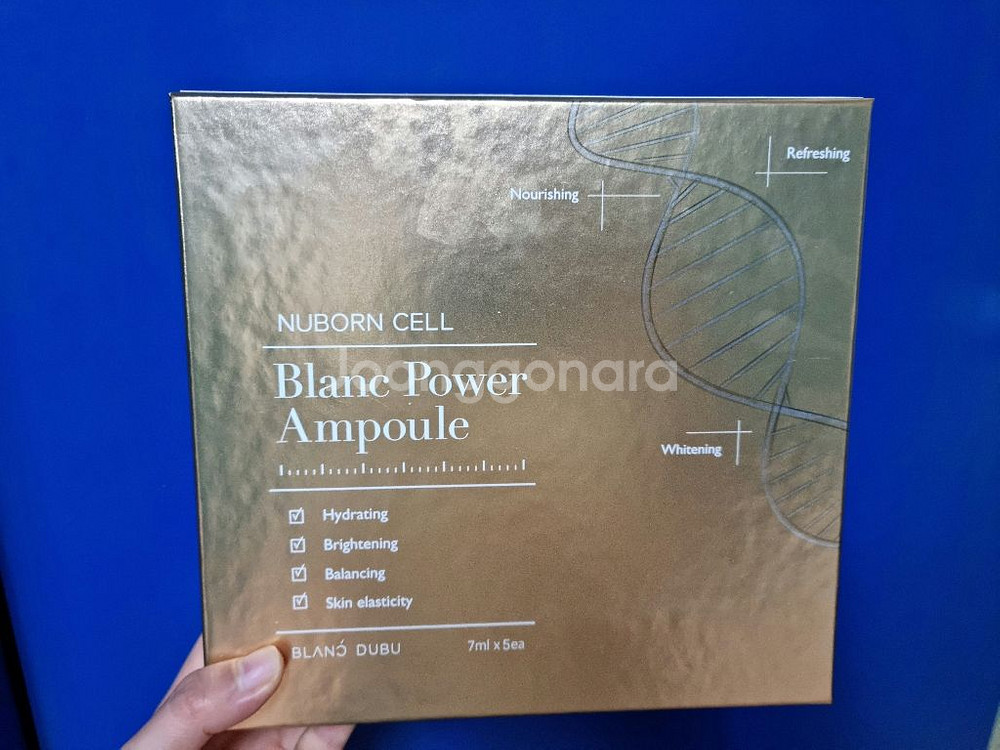 Refreshing
Nourishing
NUBORN CELL
Blanc Power
Ampoule
Whitening
Hydrating
Brightening
Balancing
Skin elasticity
BLANC DUBU
7ml x 5ea
joonggonara